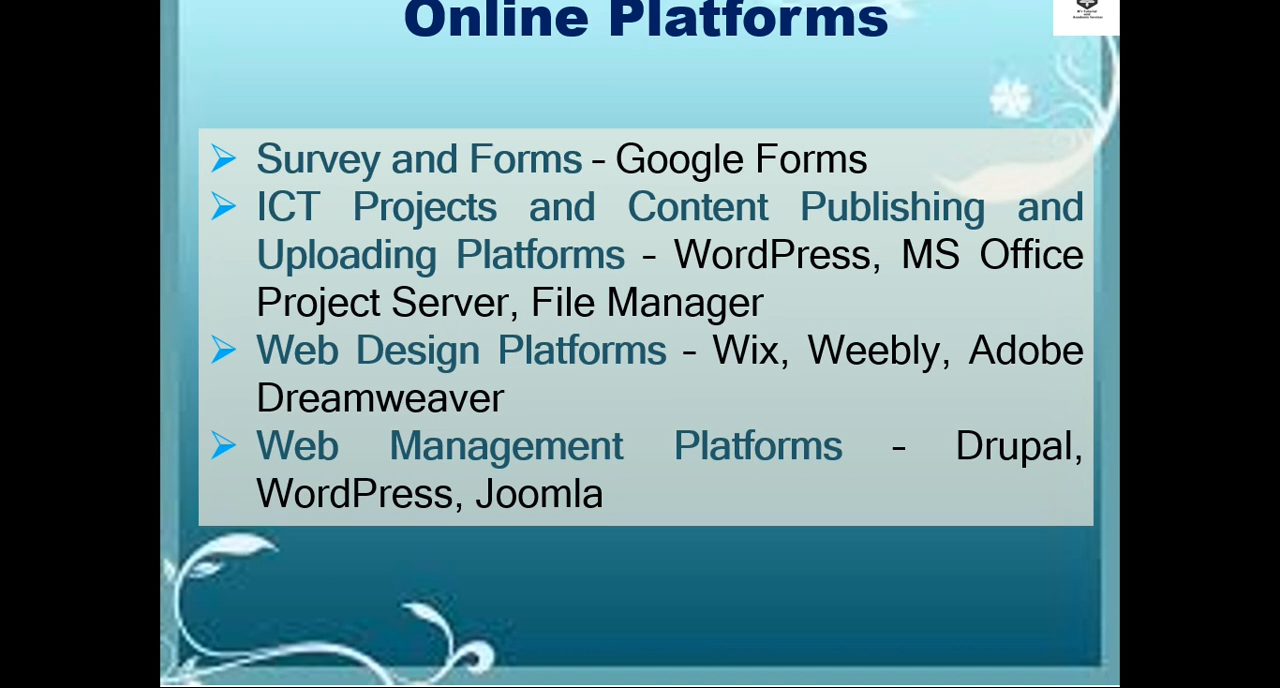 Online Platforms
➢ Survey and Forms – Google Forms
➢ ICT Projects and Content Publishing and
Uploading Platforms – WordPress, MS Office
Project Server, File Manager
➢ Web Design Platforms – Wix, Weebly, Adobe
Dreamweaver
➢ Web Management Platforms – Drupal,
WordPress, Joomla